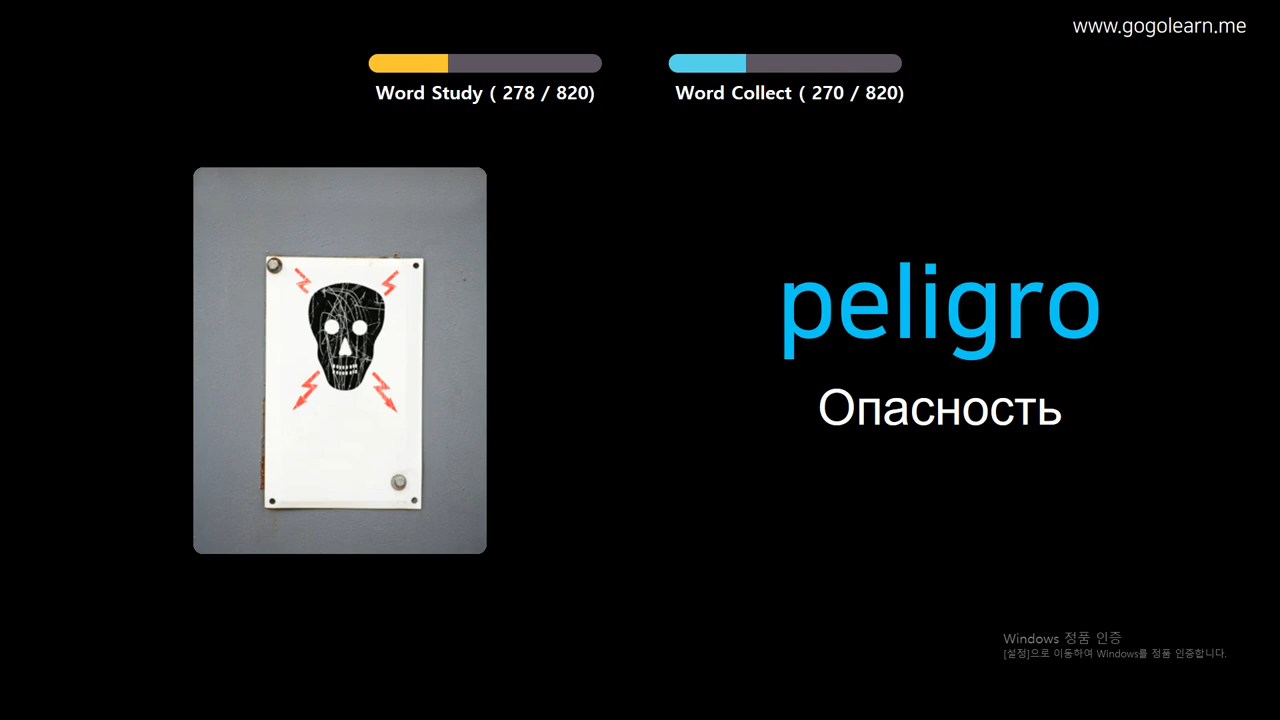 www.gogolearn.me
Word Study ( 278 / 820)
Word Collect ( 270 / 820)
peligro
Опасность
Windows 정품 인증
[설정]으로 이동하여 Windows를 정품 인증합니다.